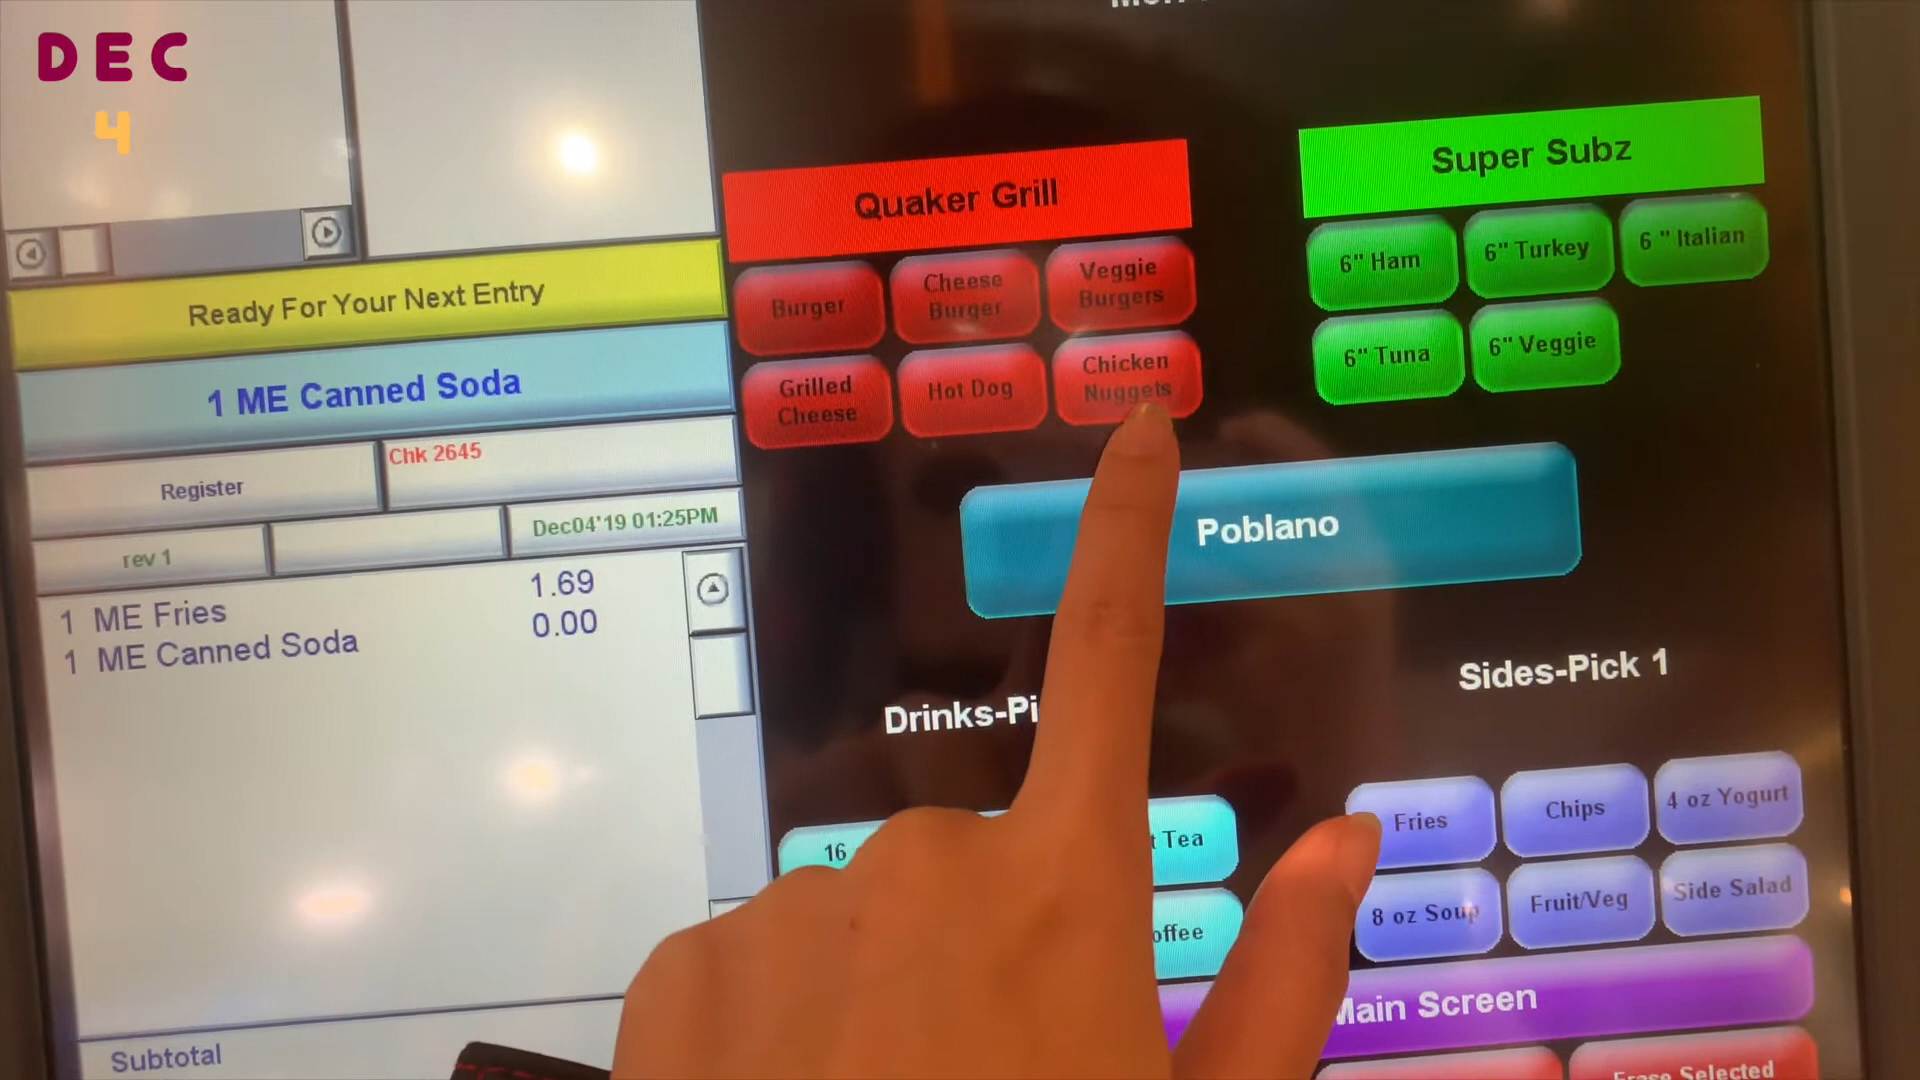 DEC
4
Ready For Your Next Entry
1 ME Canned Soda
Register
Chk 2645
rev 1
Dec04'19 01:25PM
1 ME Fries 1.69
1 ME Canned Soda 0.00
Subtotal
Quaker Grill
Burger
Cheese
Burger
Veggie
Burgers
Grilled
Cheese
Hot Dog
Chicken
Nuggets
Super Subz
6" Ham
6" Turkey
6 " Italian
6" Tuna
6" Veggie
Poblano
Drinks-Pi
16
Tea
offee
Sides-Pick 1
Fries
Chips
4 oz Yogurt
8 oz Soup
Fruit/Veg
Side Salad
Main Screen
Erase Selected